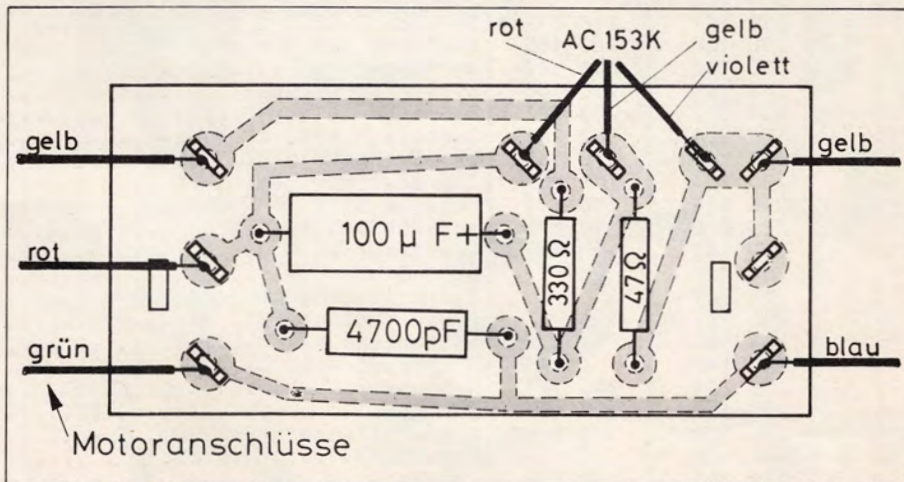 rot
AC 153K
gelb
violett
gelb
gelb
100 µ F+
330 Ω
47 Ω
rot
4700pF
grün
blau
Motoranschlüsse